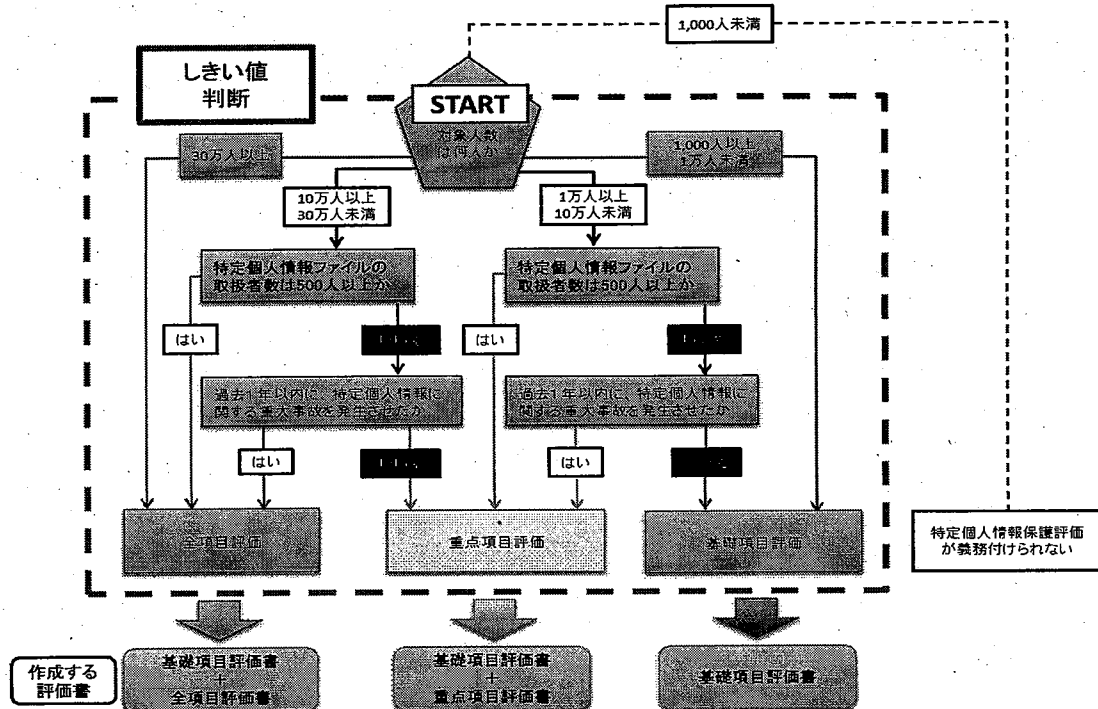 1,000人未満
しきい値
判断
START
対象人数
は何人か
30万人以上
1,000人以上
1万人未満
10万人以上
30万人未満
1万人以上
10万人未満
特定個人情報ファイルの
取扱者数は500人以上か
特定個人情報ファイルの
取扱者数は500人以上か
はい
はい
過去1年以内に、特定個人情報に
関する重大事故を発生させたか
過去1年以内に、特定個人情報に
関する重大事故を発生させたか
はい
はい
全項目評価
重点項目評価
基礎項目評価
特定個人情報保護評価
が義務付けられない
作成する
評価書
基礎項目評価書
+
全項目評価書
基礎項目評価書
+
重点項目評価書
基礎項目評価書